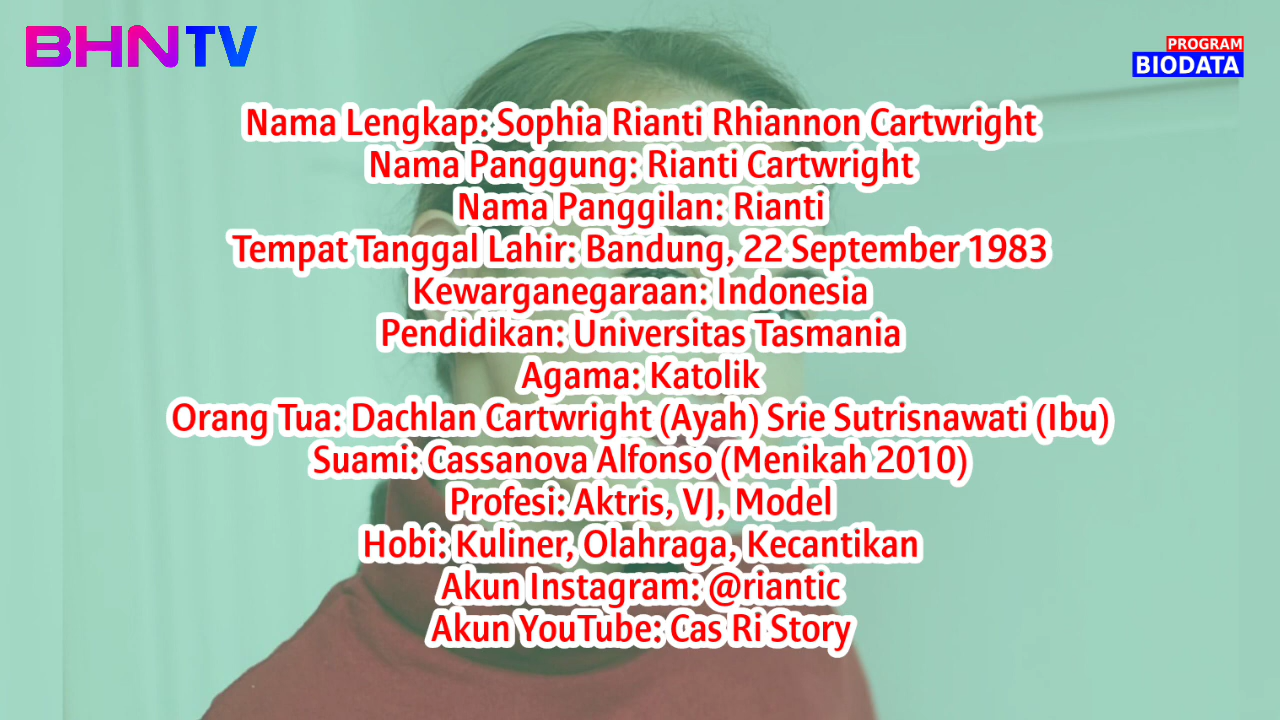 BHNTV
PROGRAM
BIODATA
Nama Lengkap: Sophia Rianti Rhiannon Cartwright
Nama Panggung: Rianti Cartwright
Nama Panggilan: Rianti
Tempat Tanggal Lahir: Bandung, 22 September 1983
Kewarganegaraan: Indonesia
Pendidikan: Universitas Tasmania
Agama: Katolik
Orang Tua: Dachlan Cartwright (Ayah) Srie Sutrisnawati (Ibu)
Suami: Cassanova Alfonso (Menikah 2010)
Profesi: Aktris, VJ, Model
Hobi: Kuliner, Olahraga, Kecantikan
Akun Instagram: @riantic
Akun YouTube: Cas Ri Story